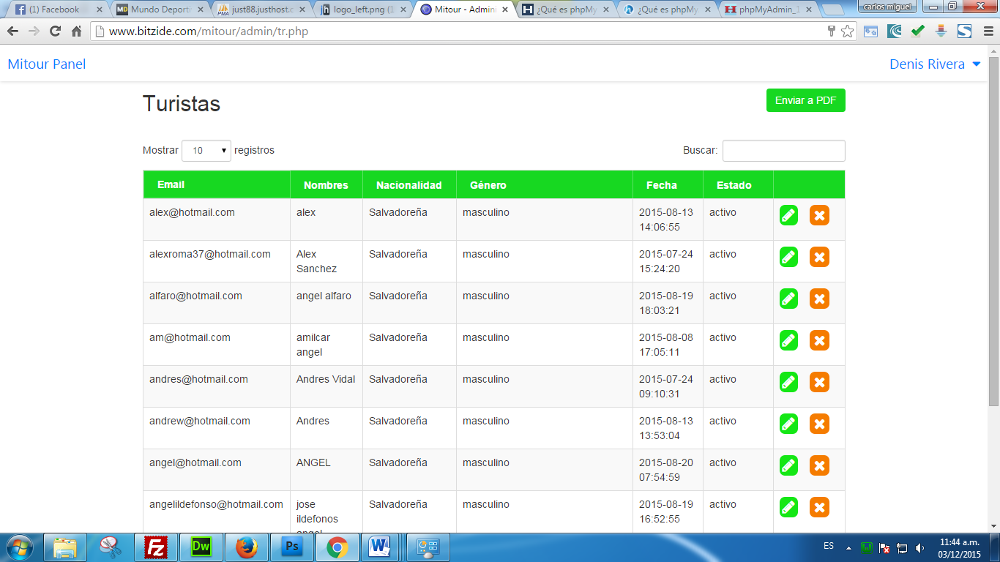 (1) Facebook
Mundo Deporti
just88.justhost.c
logo_left.png (1
Mitour - Admini
¿Qué es phpMy
¿Qué es phpMy
phpMyAdmin_1
carlos miguel
www.bitzide.com/mitour/admin/tr.php
Mitour Panel
Denis Rivera
Turistas
Enviar a PDF
Mostrar 10 registros
Buscar:
Email Nombres Nacionalidad Género Fecha Estado
alex@hotmail.com alex Salvadoreña masculino 2015-08-13 activo
14:06:55
alexroma37@hotmail.com Alex Salvadoreña masculino 2015-07-24 activo
Sanchez 15:24:20
alfaro@hotmail.com angel alfaro Salvadoreña masculino 2015-08-19 activo
18:03:21
am@hotmail.com amilcar Salvadoreña masculino 2015-08-08 activo
angel 17:05:11
andres@hotmail.com Andres Vidal Salvadoreña masculino 2015-07-24 activo
09:10:31
andrew@hotmail.com Andres Salvadoreña masculino 2015-08-13 activo
13:53:04
angel@hotmail.com ANGEL Salvadoreña masculino 2015-08-20 activo
07:54:59
angelildefonso@hotmail.com jose Salvadoreña masculino 2015-08-19 activo
ildefonos 16:52:55
angel
ES
11:44 a.m.
03/12/2015